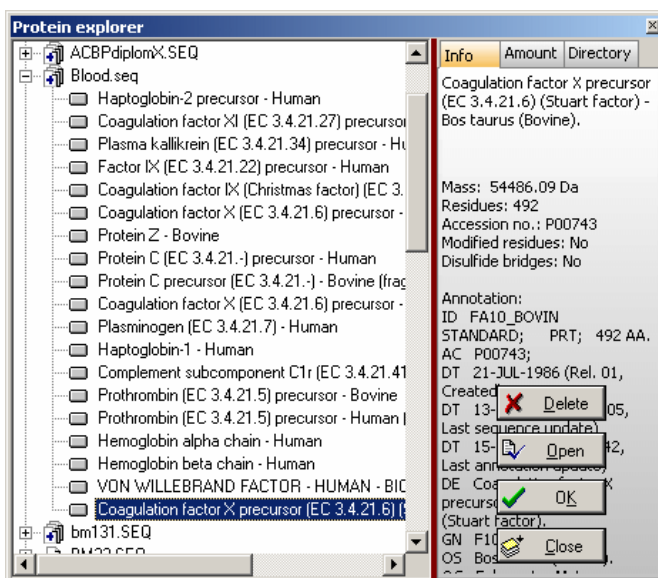 Protein explorer
ACBPdiplomX.SEQ
Blood.seq
Haptoglobin-2 precursor - Human
Coagulation factor XI (EC 3.4.21.27) precursor
Plasma kallikrein (EC 3.4.21.34) precursor - Hu
Factor IX (EC 3.4.21.22) precursor - Human
Coagulation factor IX (Christmas factor) (EC 3.
Coagulation factor X (EC 3.4.21.6) precursor -
Protein Z - Bovine
Protein C (EC 3.4.21.-) precursor - Human
Protein C precursor (EC 3.4.21.-) - Bovine (frag
Coagulation factor X (EC 3.4.21.6) precursor -
Plasminogen (EC 3.4.21.7) - Human
Haptoglobin-1 - Human
Complement subcomponent C1r (EC 3.4.21.41
Prothrombin (EC 3.4.21.5) precursor - Bovine
Prothrombin (EC 3.4.21.5) precursor - Human (
Hemoglobin alpha chain - Human
Hemoglobin beta chain - Human
VON WILLEBRAND FACTOR - HUMAN - BIO
Coagulation factor X precursor (EC 3.4.21.6) (
bm131.SEQ
Info Amount Directory
Coagulation factor X precursor
(EC 3.4.21.6) (Stuart factor) -
Bos taurus (Bovine).
Mass: 54486.09 Da
Residues: 492
Accession no.: P00743
Modified residues: No
Disulfide bridges: No
Annotation:
ID FA10_BOVIN
STANDARD; PRT; 492 AA.
AC P00743;
DT 21-JUL-1986 (Rel. 01,
Created
DT 13- 05,
Last sequence update)
DT 15- 42,
Last annotation update)
DE Coa X
precurs
(Stuart factor).
GN F10
OS Bos
Delete
Open
OK
Close